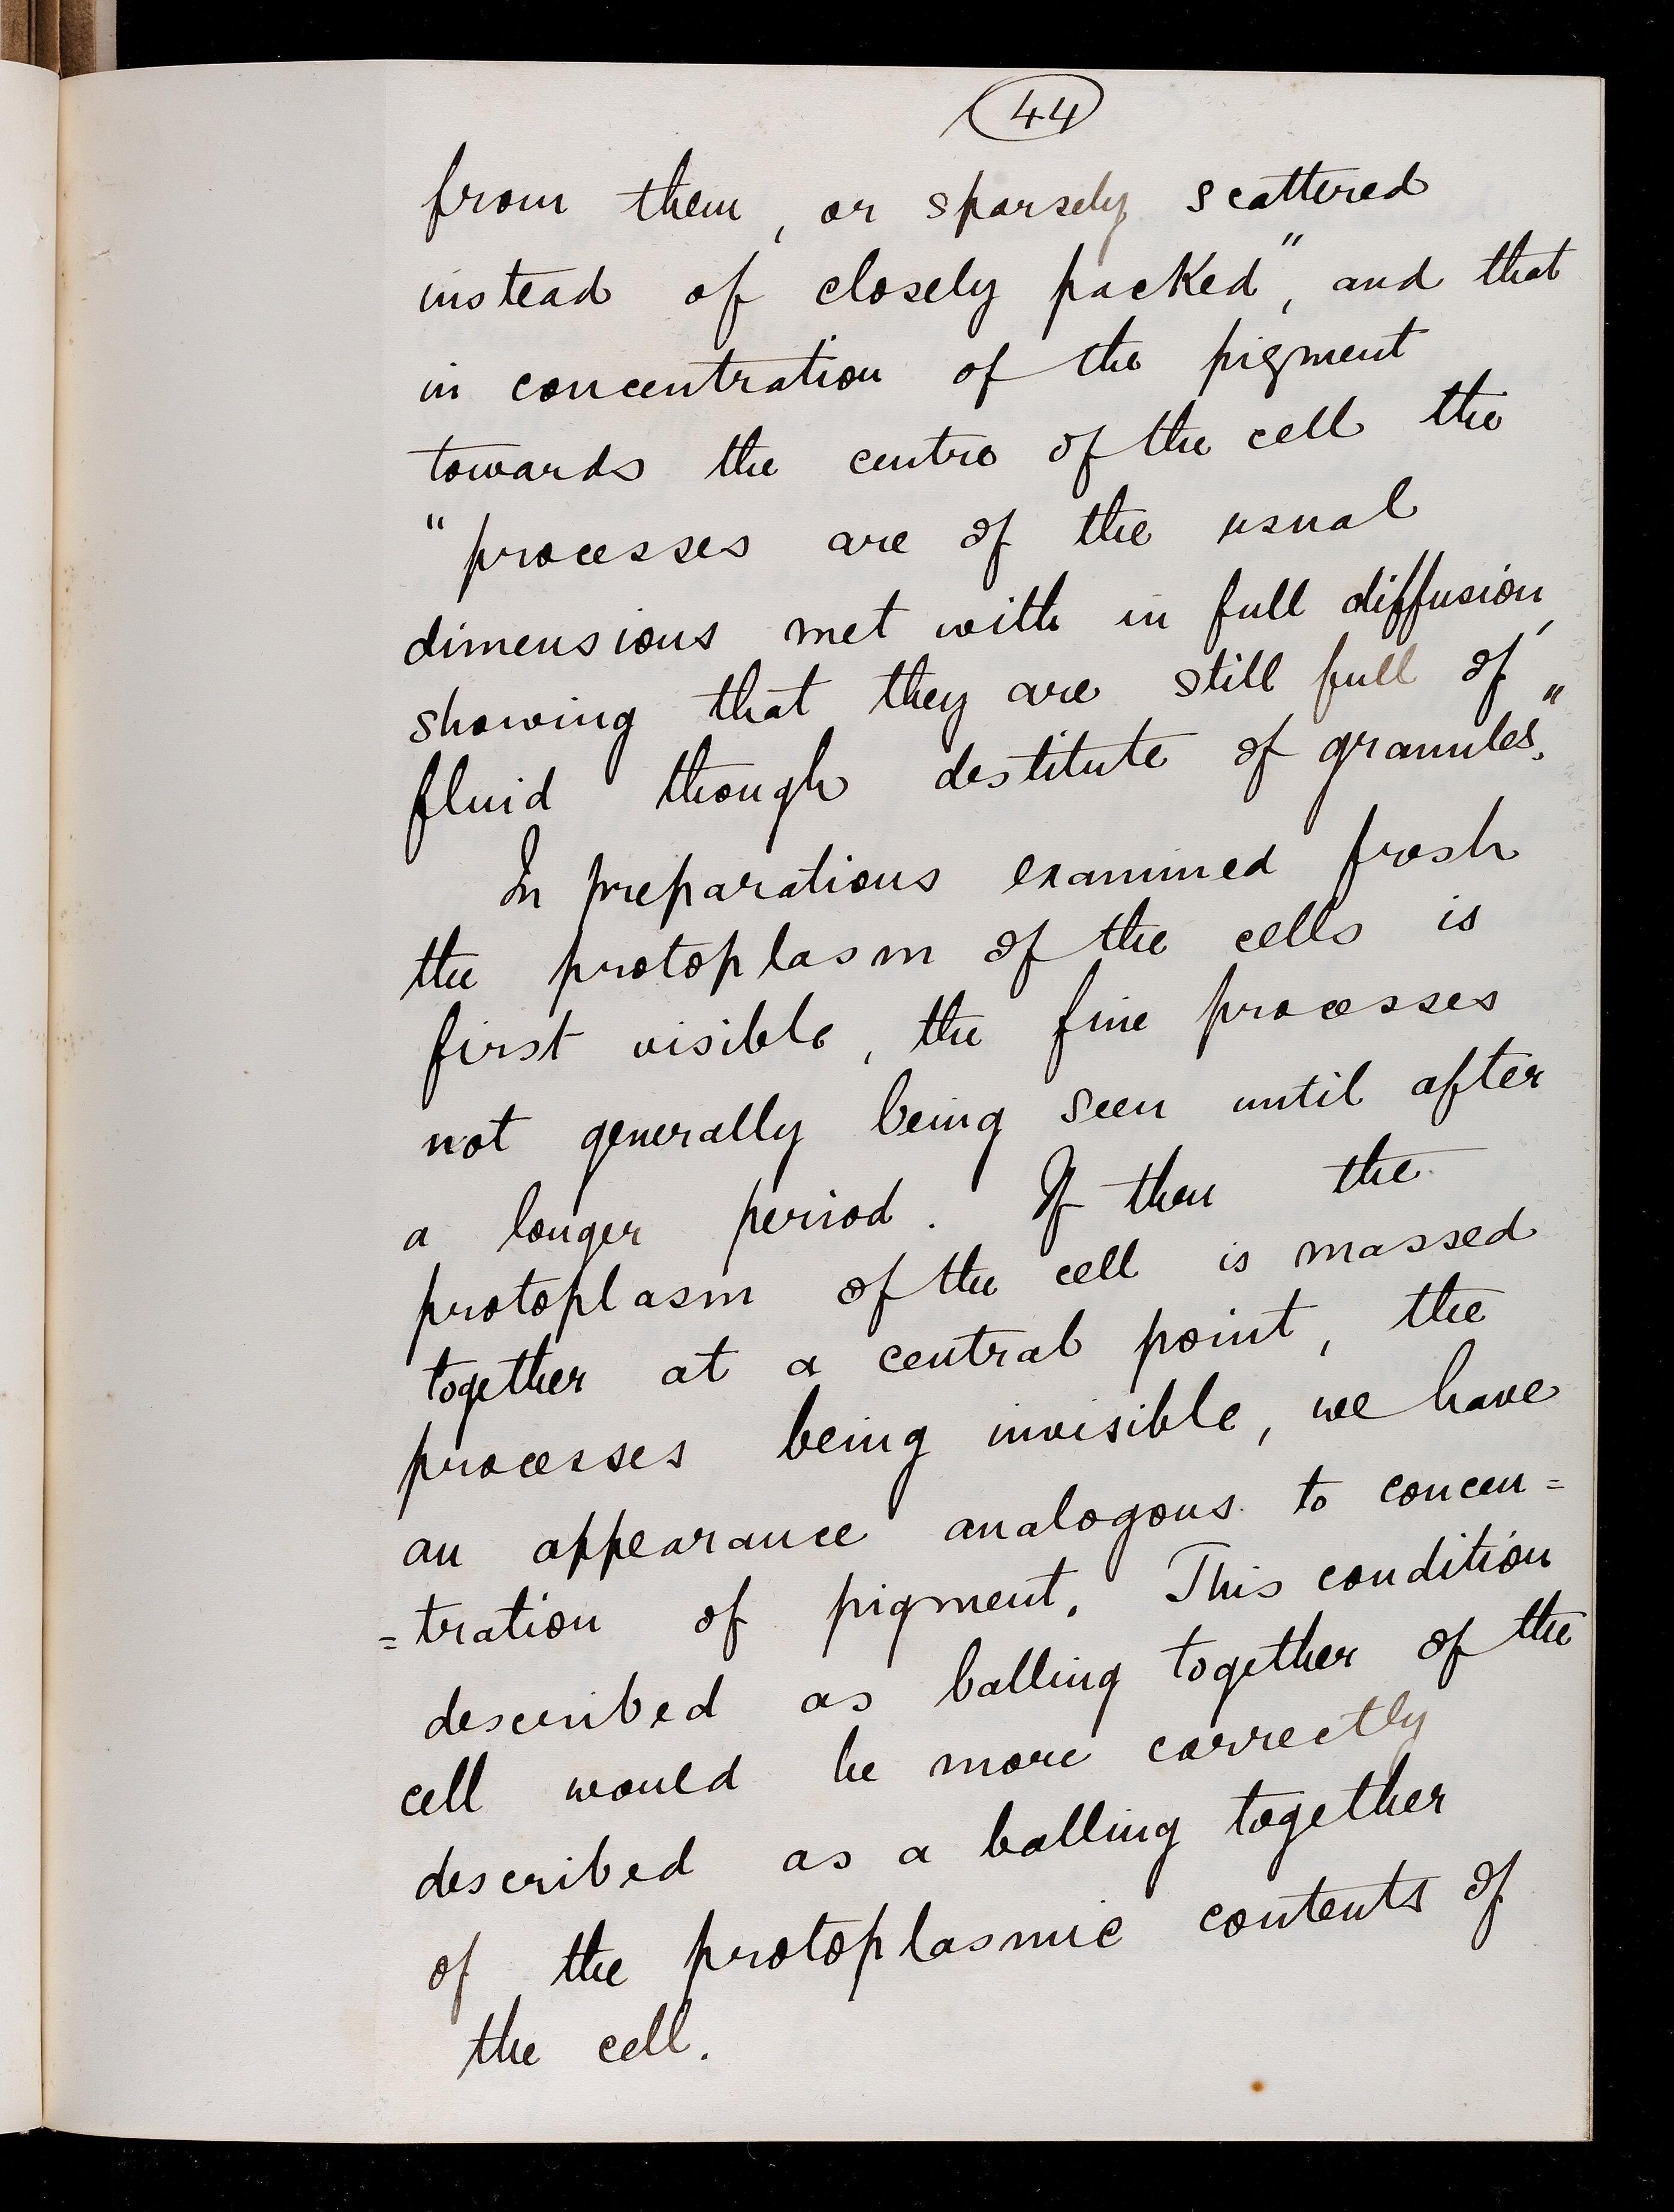 44
from them, or sparsely scattered
instead of closely packed", and that
in concentration of the pigment
towards the centre of the cell the
"processes are of the usual
dimensions met with in full diffusion,
showing that they are still full of
fluid though destitute of granules."
In preparations examined fresh
the protoplasm of the cells is
first visible, the fine processes
not generally being seen until after
a longer period. If then the
protoplasm of the cell is massed
together at a central point, the
processes being invisible, we have
an appearance analogous to concen=
=tration of pigment. This condition
described as balling together of the
cell would be more correctly
described as a balling together
of the protoplasmic contents of
the cell.